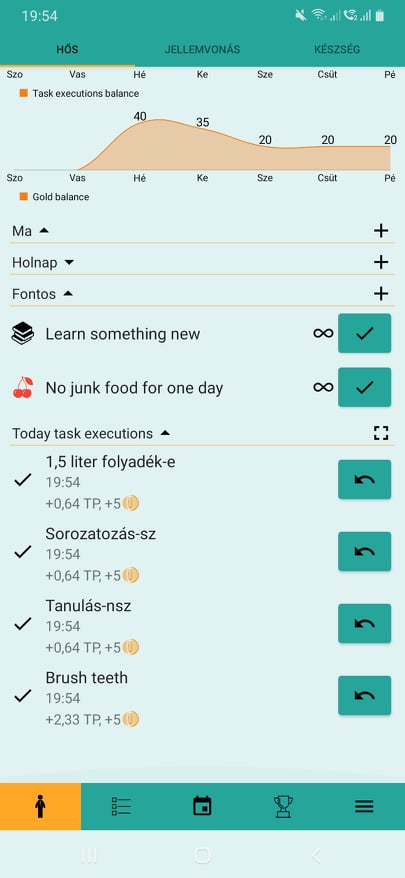 19:54
HŐS JELLEMVONÁS KÉSZSÉG
Szo Vas Hé Ke Sze Csüt Pé
Task executions balance
40 35 20 20 20
Szo Vas Hé Ke Sze Csüt Pé
Gold balance
Ma
Holnap
Fontos
Learn something new
No junk food for one day
Today task executions
1,5 liter folyadék-e
19:54
+0,64 TP, +5
Sorozatozás-sz
19:54
+0,64 TP, +5
Tanulás-nsz
19:54
+0,64 TP, +5
Brush teeth
19:54
+2,33 TP, +5